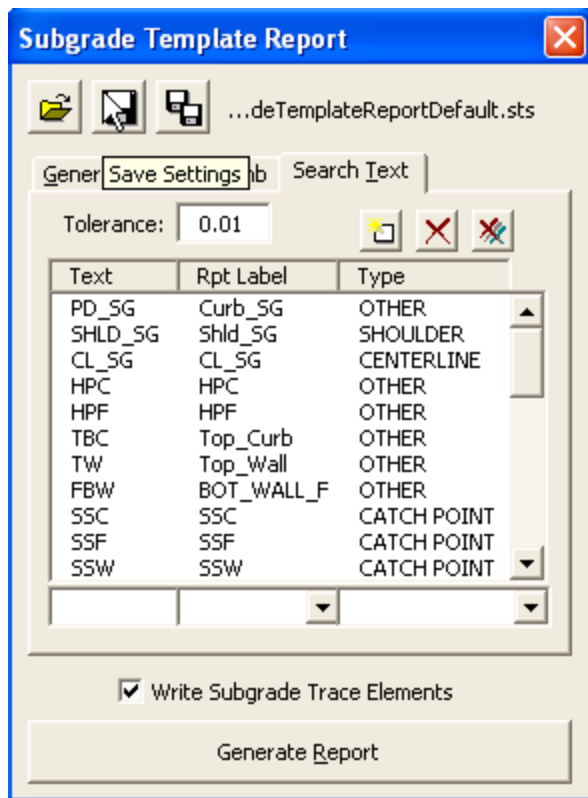 Subgrade Template Report
...deTemplateReportDefault.sts
Gener Save Settings nb Search Text
Tolerance: 0.01
Text Rpt Label Type
PD_SG Curb_SG OTHER
SHLD_SG Shld_SG SHOULDER
CL_SG CL_SG CENTERLINE
HPC HPC OTHER
HPF HPF OTHER
TBC Top_Curb OTHER
TW Top_Wall OTHER
FBW BOT_WALL_F OTHER
SSC SSC CATCH POINT
SSF SSF CATCH POINT
SSW SSW CATCH POINT
Write Subgrade Trace Elements
Generate Report